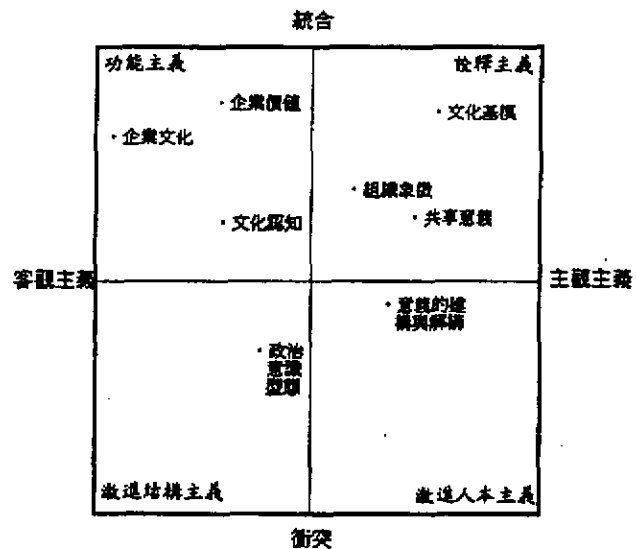 統合
功能主義
詮釋主義
·企業價值
·文化基模
·企業文化
·組織象徵
·共享意義
·文化認知
客觀主義
主觀主義
·意義的建
構與解構
·政治
意識
型態
激進結構主義
激進人本主義
衝突